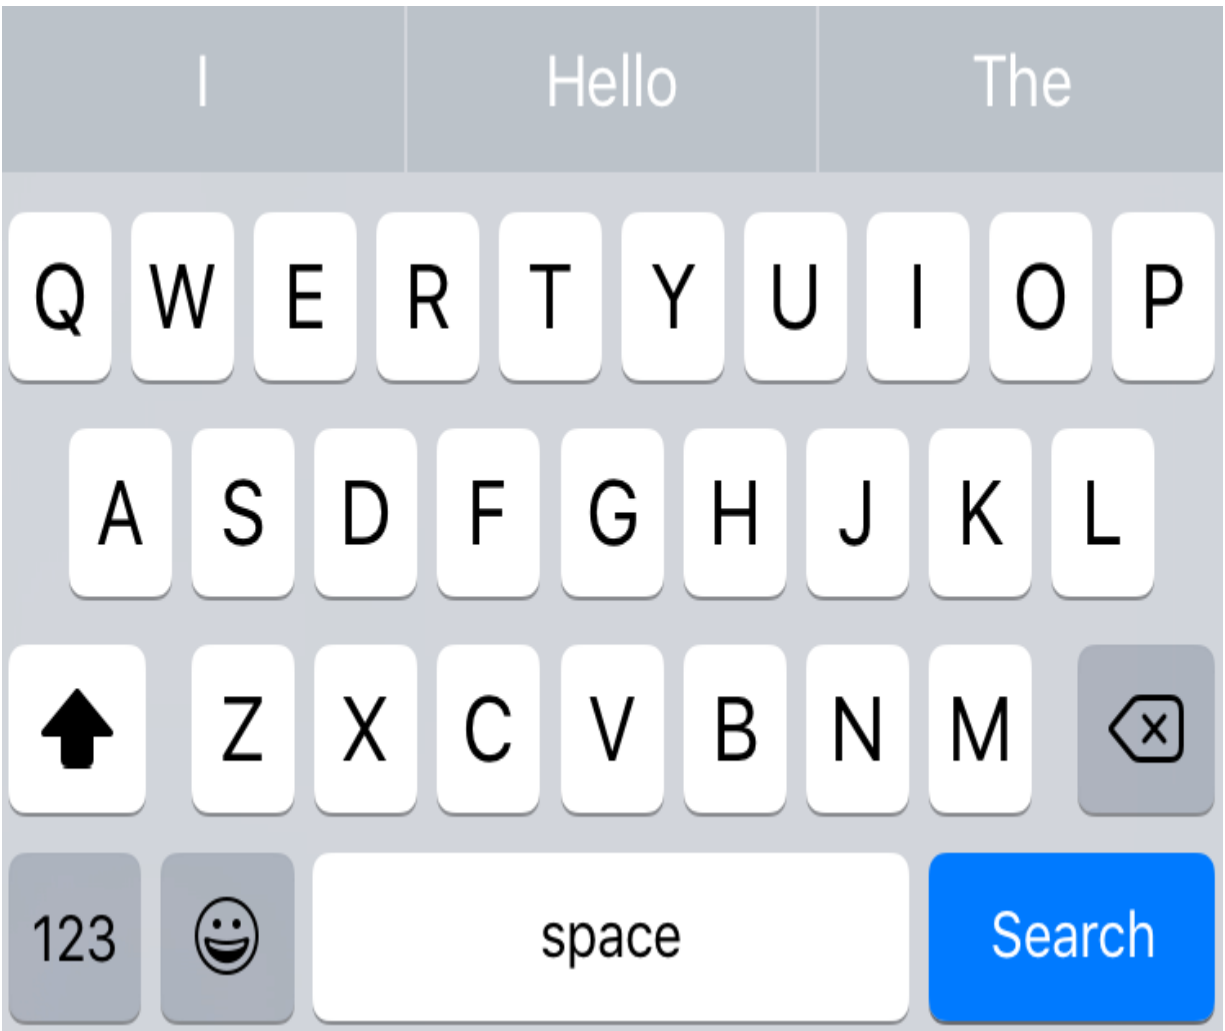 I Hello The
Q W E R T Y U I O P
A S D F G H J K L
Z X C V B N M
123 space Search